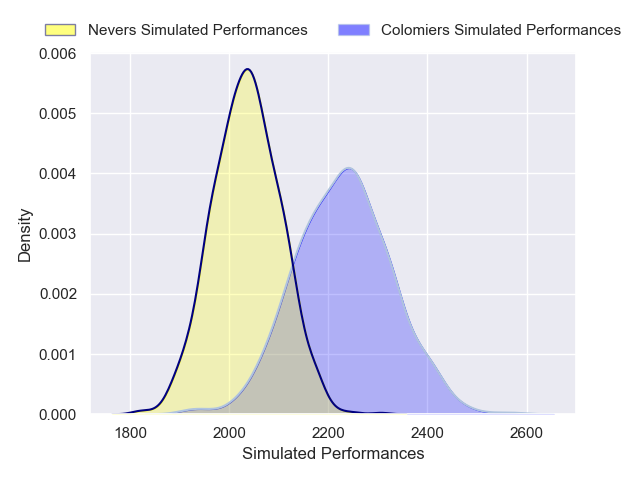 Nevers Simulated Performances Colomiers Simulated Performances
0.006
0.005
0.004
0.003
0.002
0.001
0.000
Density
1800 2000 2200 2400 2600
Simulated Performances